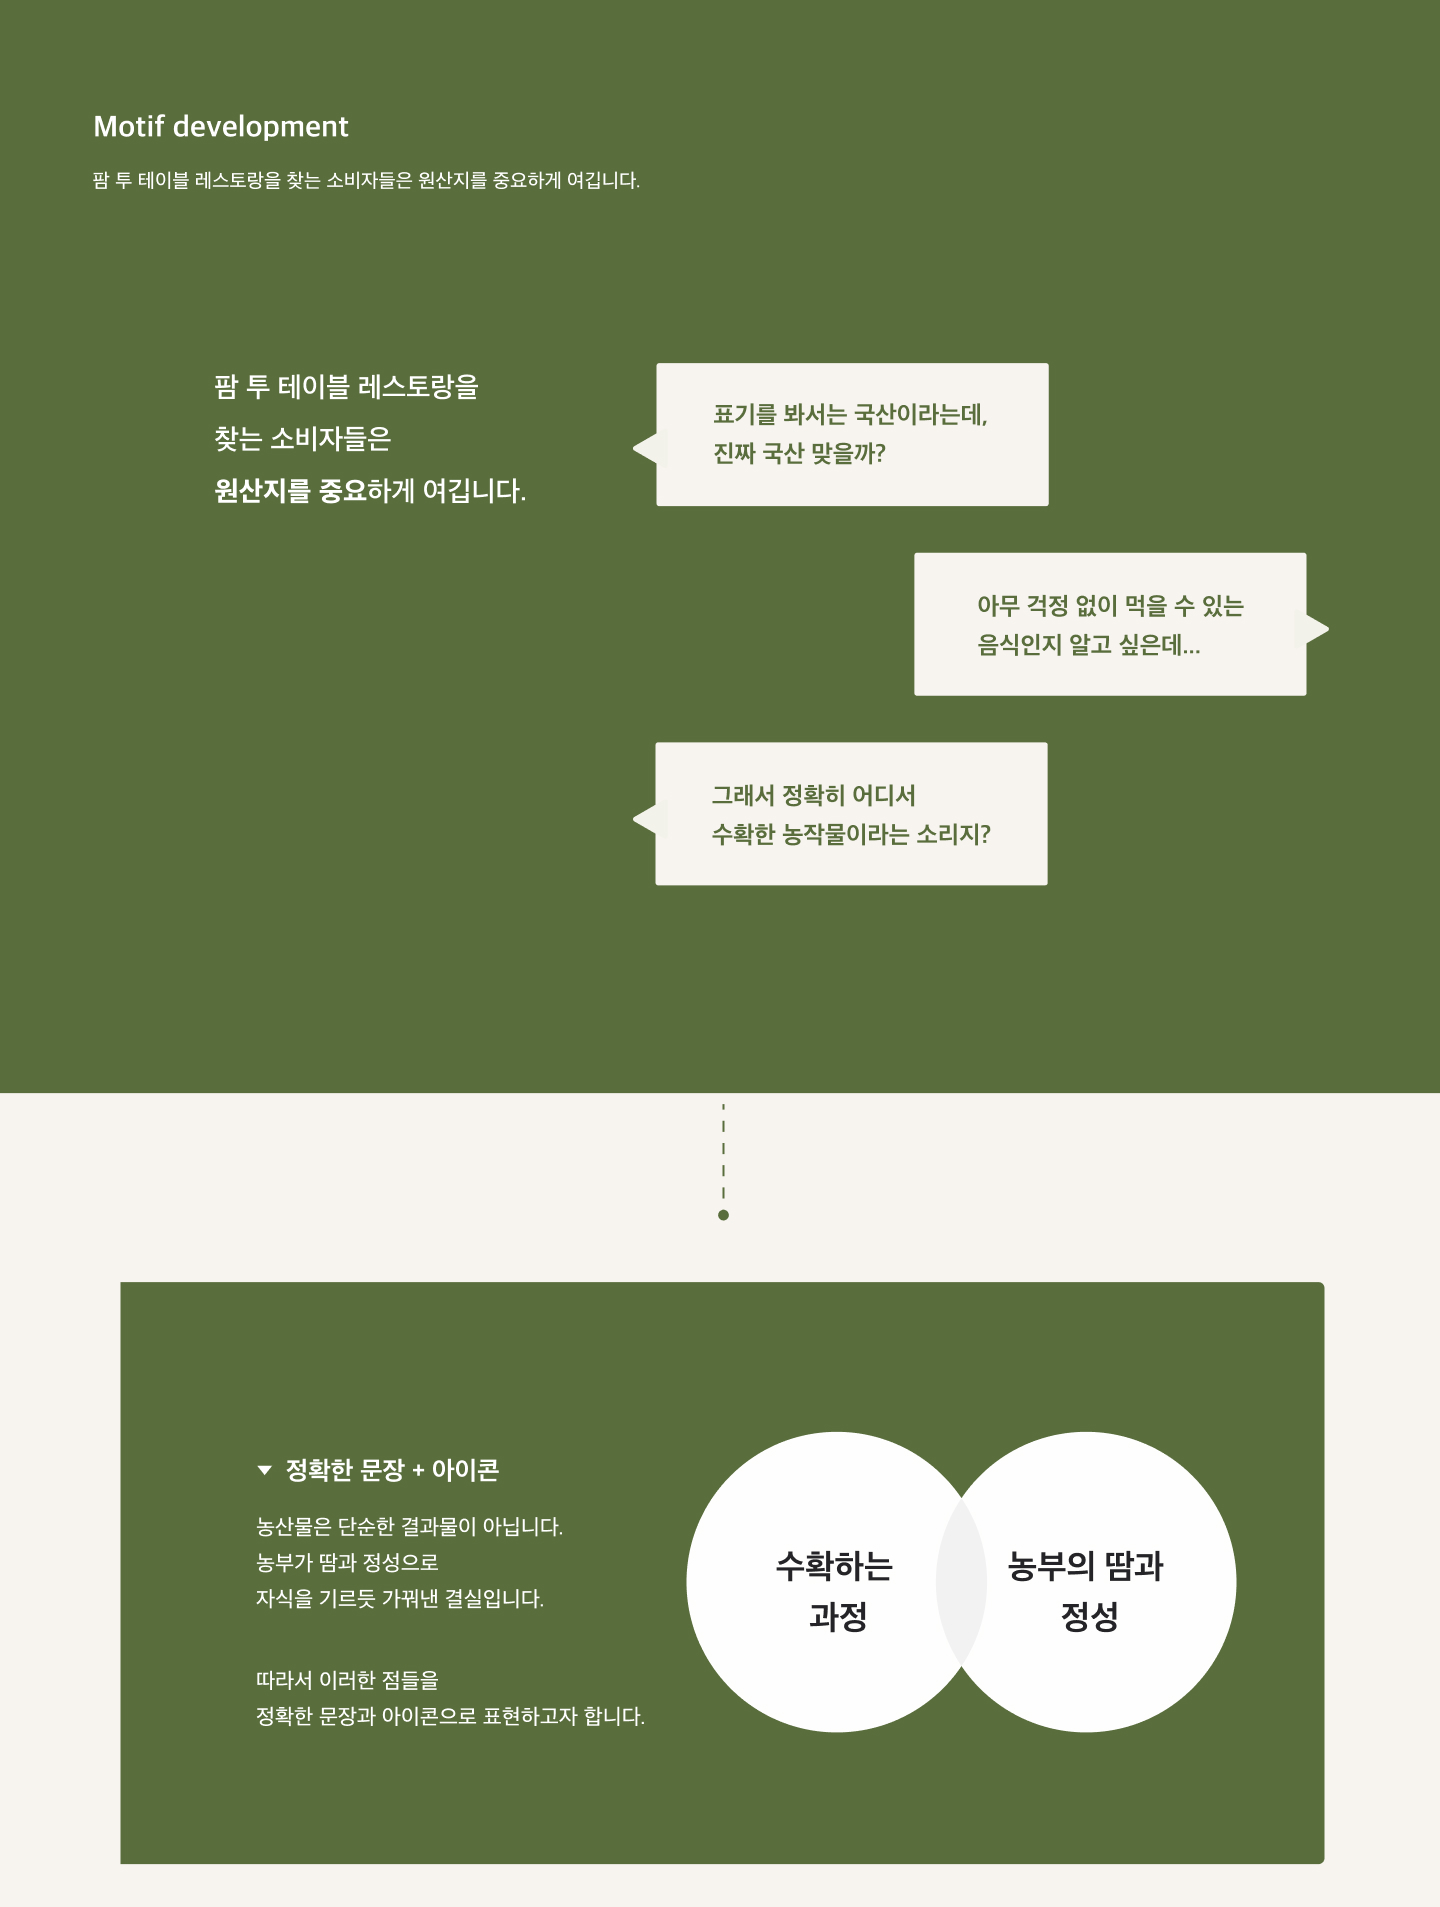 Motif development
팜 투 테이블 레스토랑을 찾는 소비자들은 원산지를 중요하게 여깁니다.
팜 투 테이블 레스토랑을
찾는 소비자들은
원산지를 중요하게 여깁니다.
표기를 봐서는 국산이라는데,
진짜 국산 맞을까?
아무 걱정 없이 먹을 수 있는
음식인지 알고 싶은데...
그래서 정확히 어디서
수확한 농작물이라는 소리지?
정확한 문장 + 아이콘
농산물은 단순한 결과물이 아닙니다.
농부가 땀과 정성으로
자식을 기르듯 가꿔낸 결실입니다.
따라서 이러한 점들을
정확한 문장과 아이콘으로 표현하고자 합니다.
수확하는
과정
농부의 땀과
정성